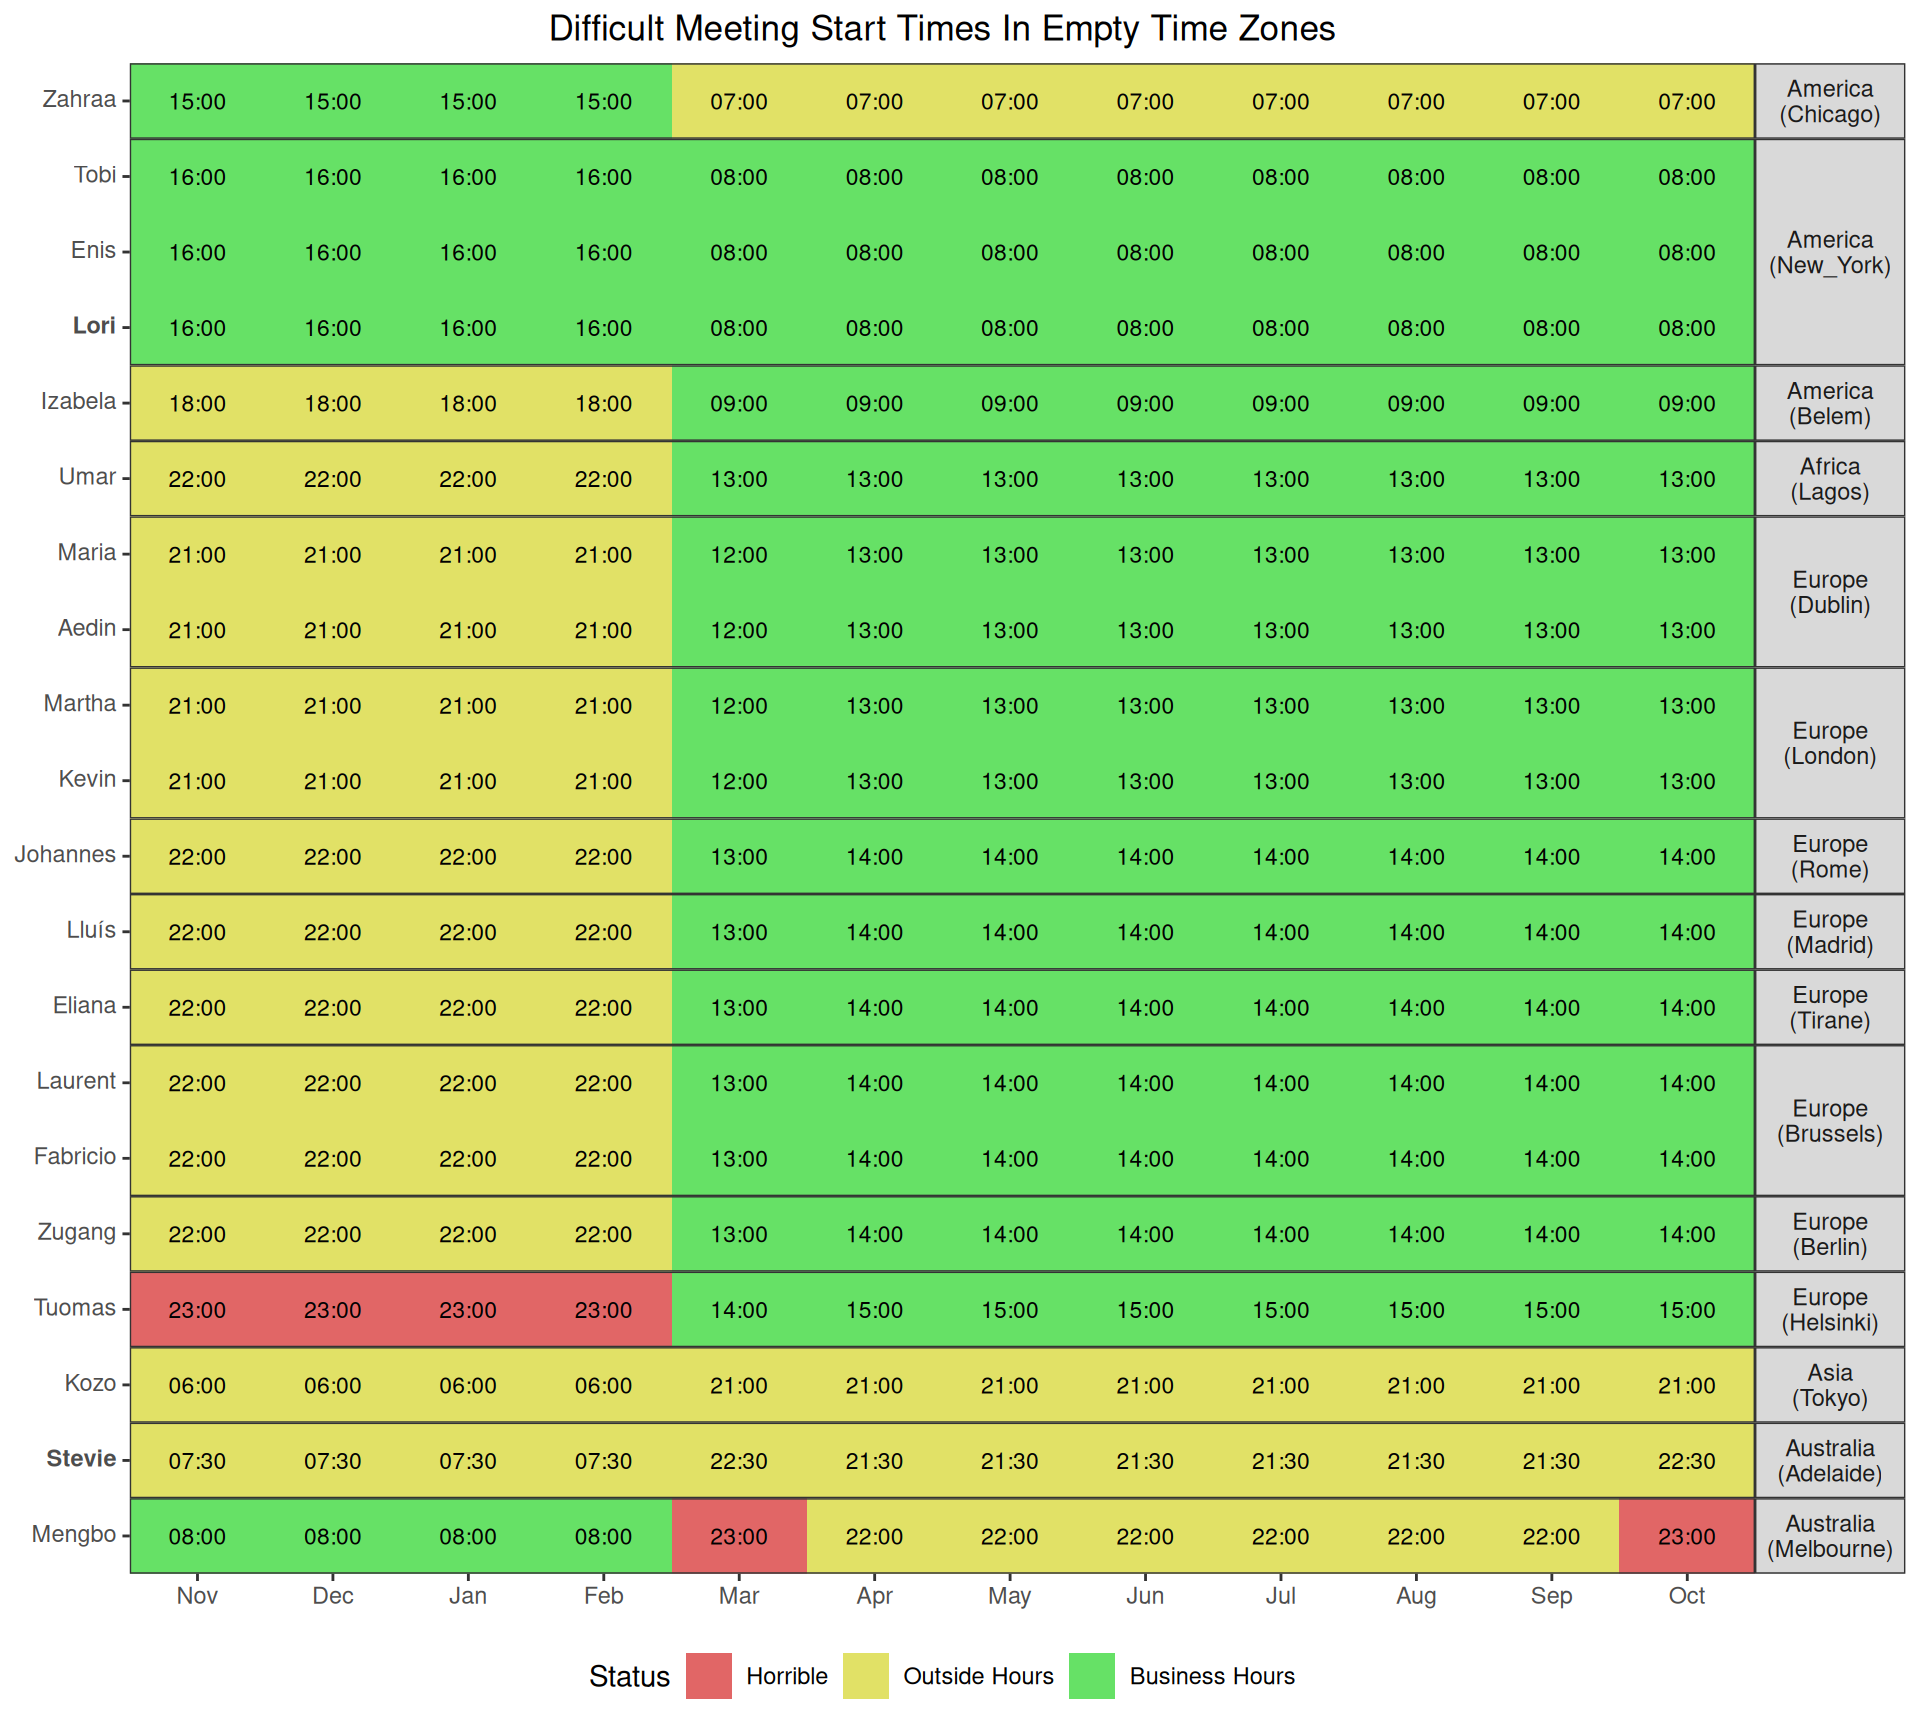 Difficult Meeting Start Times In Empty Time Zones
Zahraa 15:00 15:00 15:00 15:00 07:00 07:00 07:00 07:00 07:00 07:00 07:00 07:00 America
(Chicago)
Tobi 16:00 16:00 16:00 16:00 08:00 08:00 08:00 08:00 08:00 08:00 08:00 08:00
Enis 16:00 16:00 16:00 16:00 08:00 08:00 08:00 08:00 08:00 08:00 08:00 08:00 America
(New_York)
Lori 16:00 16:00 16:00 16:00 08:00 08:00 08:00 08:00 08:00 08:00 08:00 08:00
Izabela 18:00 18:00 18:00 18:00 09:00 09:00 09:00 09:00 09:00 09:00 09:00 09:00 America
(Belem)
Umar 22:00 22:00 22:00 22:00 13:00 13:00 13:00 13:00 13:00 13:00 13:00 13:00 Africa
(Lagos)
Maria 21:00 21:00 21:00 21:00 12:00 13:00 13:00 13:00 13:00 13:00 13:00 13:00 Europe
(Dublin)
Aedin 21:00 21:00 21:00 21:00 12:00 13:00 13:00 13:00 13:00 13:00 13:00 13:00
Martha 21:00 21:00 21:00 21:00 12:00 13:00 13:00 13:00 13:00 13:00 13:00 13:00 Europe
(London)
Kevin 21:00 21:00 21:00 21:00 12:00 13:00 13:00 13:00 13:00 13:00 13:00 13:00
Johannes 22:00 22:00 22:00 22:00 13:00 14:00 14:00 14:00 14:00 14:00 14:00 14:00 Europe
(Rome)
Lluís 22:00 22:00 22:00 22:00 13:00 14:00 14:00 14:00 14:00 14:00 14:00 14:00 Europe
(Madrid)
Eliana 22:00 22:00 22:00 22:00 13:00 14:00 14:00 14:00 14:00 14:00 14:00 14:00 Europe
(Tirane)
Laurent 22:00 22:00 22:00 22:00 13:00 14:00 14:00 14:00 14:00 14:00 14:00 14:00 Europe
(Brussels)
Fabricio 22:00 22:00 22:00 22:00 13:00 14:00 14:00 14:00 14:00 14:00 14:00 14:00
Zugang 22:00 22:00 22:00 22:00 13:00 14:00 14:00 14:00 14:00 14:00 14:00 14:00 Europe
(Berlin)
Tuomas 23:00 23:00 23:00 23:00 14:00 15:00 15:00 15:00 15:00 15:00 15:00 15:00 Europe
(Helsinki)
Kozo 06:00 06:00 06:00 06:00 21:00 21:00 21:00 21:00 21:00 21:00 21:00 21:00 Asia
(Tokyo)
Stevie 07:30 07:30 07:30 07:30 22:30 21:30 21:30 21:30 21:30 21:30 21:30 22:30 Australia
(Adelaide)
Mengbo 08:00 08:00 08:00 08:00 23:00 22:00 22:00 22:00 22:00 22:00 22:00 23:00 Australia
(Melbourne)
Nov Dec Jan Feb Mar Apr May Jun Jul Aug Sep Oct
Status Horrible Outside Hours Business Hours